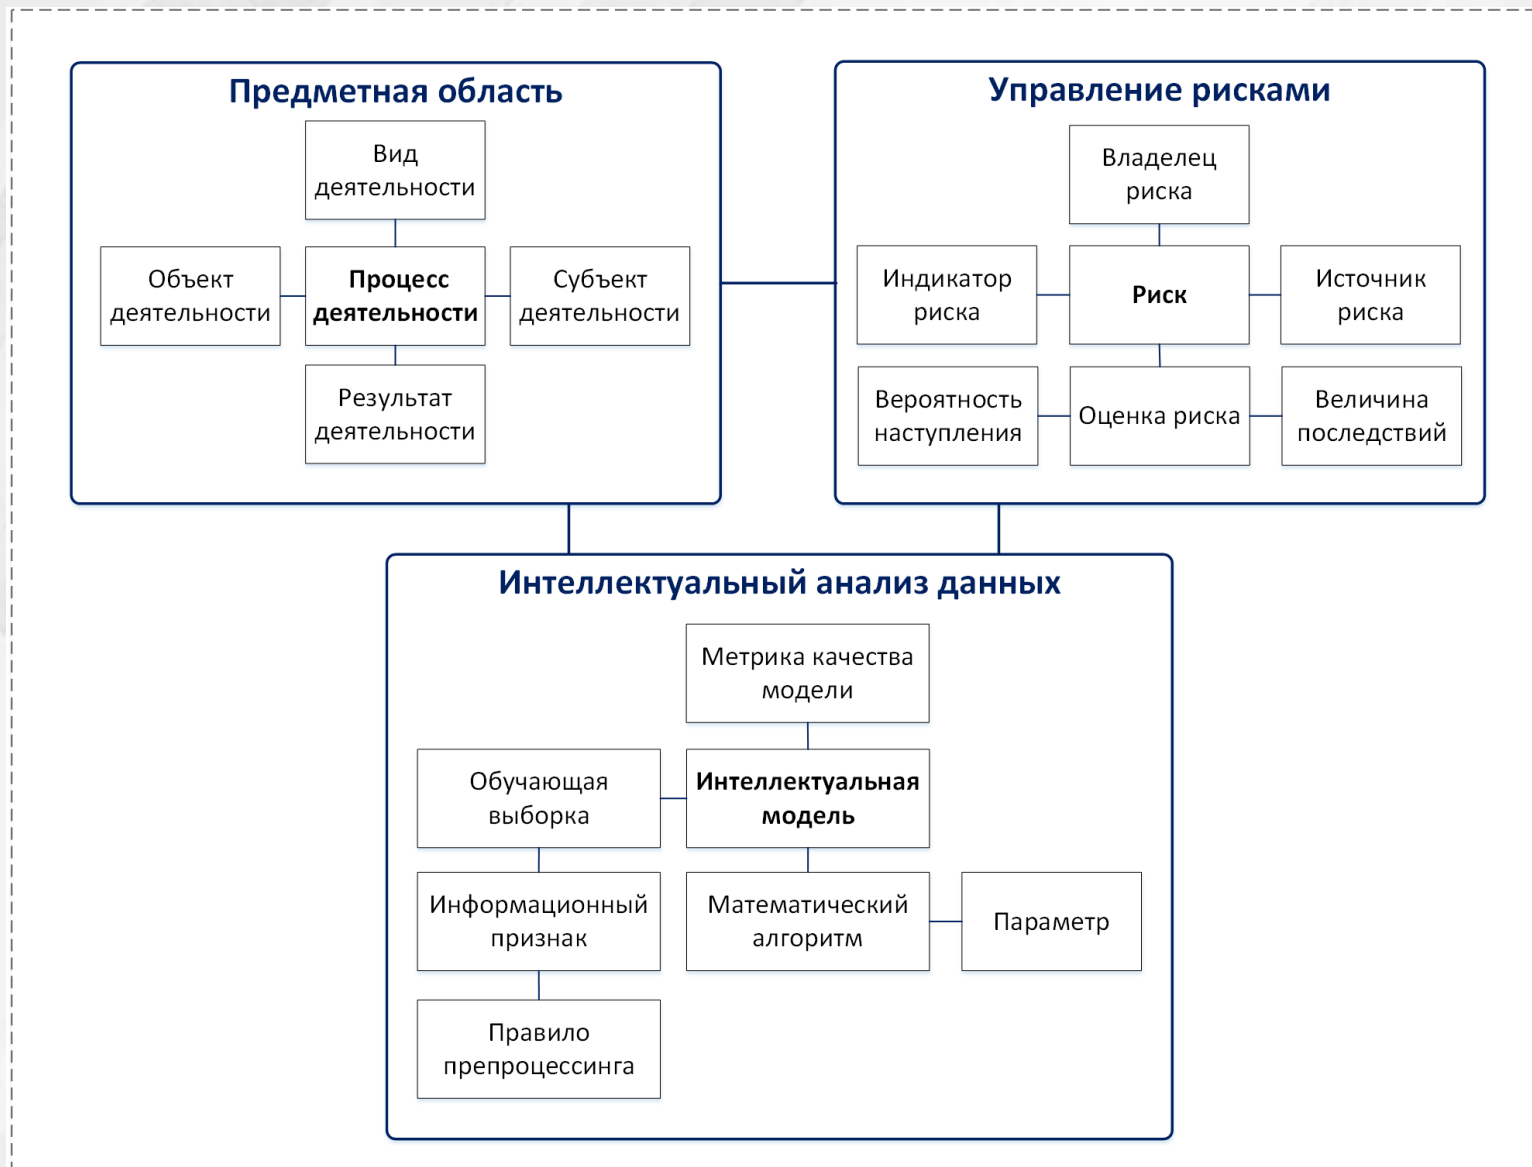 Предметная область
Вид
деятельности
Объект
деятельности
Процесс
деятельности
Субъект
деятельности
Результат
деятельности
Управление рисками
Владелец
риска
Индикатор
риска
Риск
Источник
риска
Вероятность
наступления
Оценка риска
Величина
последствий
Интеллектуальный анализ данных
Метрика качества
модели
Обучающая
выборка
Интеллектуальная
модель
Информационный
признак
Математический
алгоритм
Параметр
Правило
препроцессинга